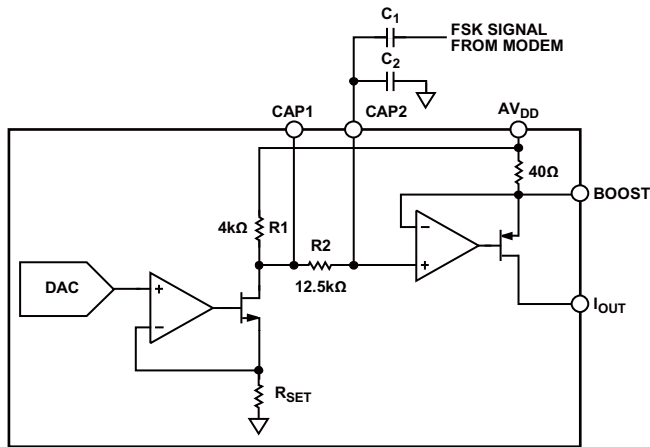 C1
FSK SIGNAL
FROM MODEM
C2
CAP1
CAP2
AVDD
40Ω
BOOST
4kΩ
R1
R2
12.5kΩ
DAC
+
−
−
+
IOUT
RSET